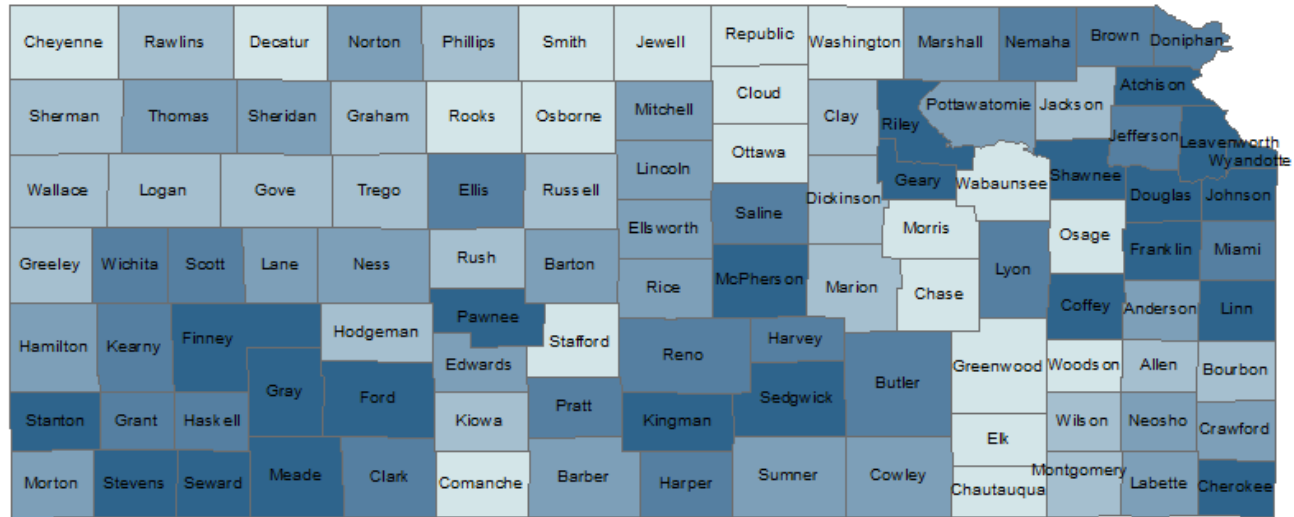 Cheyenne
Rawlins
Decatur
Norton
Phillips
Smith
Jewell
Republic
Washington
Marshall
Nemaha
Brown
Doniphan
Sherman
Thomas
Sheridan
Graham
Rooks
Osborne
Mitchell
Cloud
Clay
Riley
Pottawatomie
Jackson
Atchison
Jefferson
Leavenworth
Wyandotte
Wallace
Logan
Gove
Trego
Ellis
Russell
Lincoln
Ottawa
Dickinson
Geary
Wabaunsee
Shawnee
Douglas
Johnson
Greeley
Wichita
Scott
Lane
Ness
Rush
Barton
Ellsworth
Saline
Morris
Osage
Franklin
Miami
Rice
McPherson
Marion
Chase
Lyon
Coffey
Anderson
Linn
Hamilton
Kearny
Finney
Hodgeman
Pawnee
Stafford
Edwards
Reno
Harvey
Butler
Greenwood
Woodson
Allen
Bourbon
Stanton
Grant
Haskell
Gray
Ford
Kiowa
Pratt
Kingman
Sedgwick
Elk
Wilson
Neosho
Crawford
Morton
Stevens
Seward
Meade
Clark
Comanche
Barber
Harper
Sumner
Cowley
Chautauqua
Montgomery
Labette
Cherokee